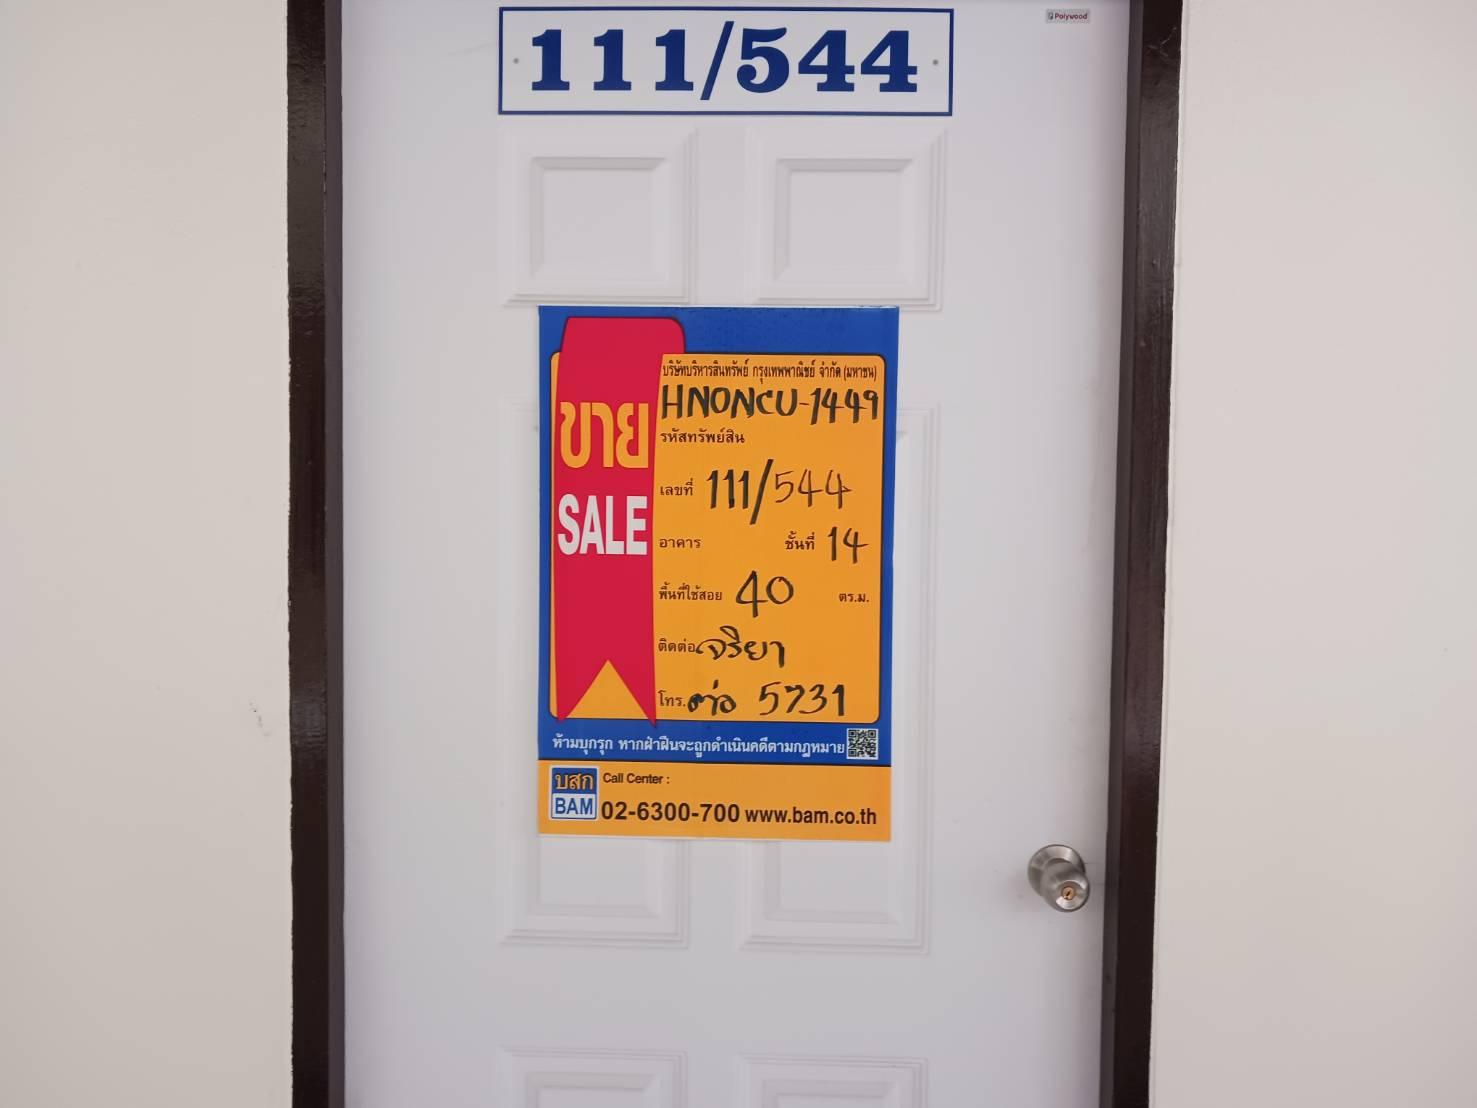 Polywood
111/544
บริษัทบริหารสินทรัพย์ กรุงเทพพาณิชย์ จำกัด (มหาชน)
HNONCU-1449
รหัสทรัพย์สิน
ขาย
SALE
เลขที่ 111/544
อาคาร ชั้นที่ 14
พื้นที่ใช้สอย 40 ตร.ม.
ติดต่อ จริยา
โทร. ต่อ 5731
ห้ามบุกรุก หากฝ่าฝืนจะถูกดำเนินคดีตามกฎหมาย
บสก
BAM
Call Center :
02-6300-700 www.bam.co.th